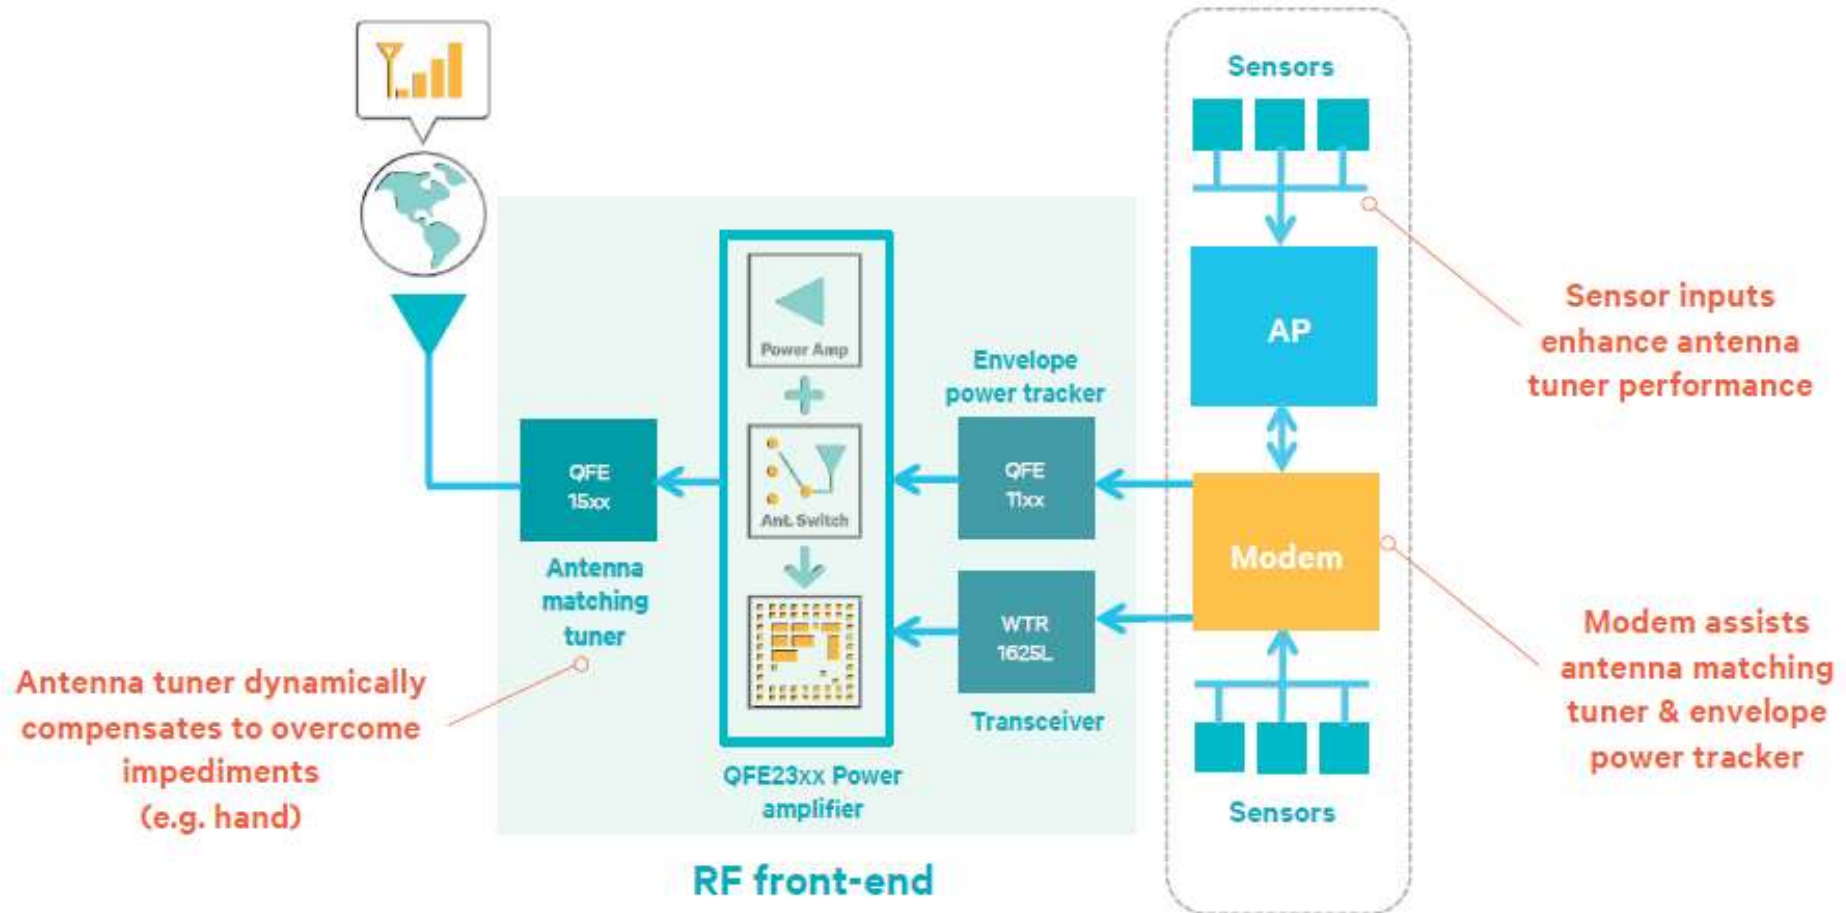 Sensors
AP
Sensor inputs
enhance antenna
tuner performance
Power Amp
Envelope
power tracker
QFE
15xx
Ant. Switch
QFE
11xx
Modem
Antenna
matching
tuner
WTR
1625L
Modem assists
antenna matching
tuner & envelope
power tracker
Antenna tuner dynamically
compensates to overcome
impediments
(e.g. hand)
Transceiver
QFE23xx Power
amplifier
Sensors
RF front-end